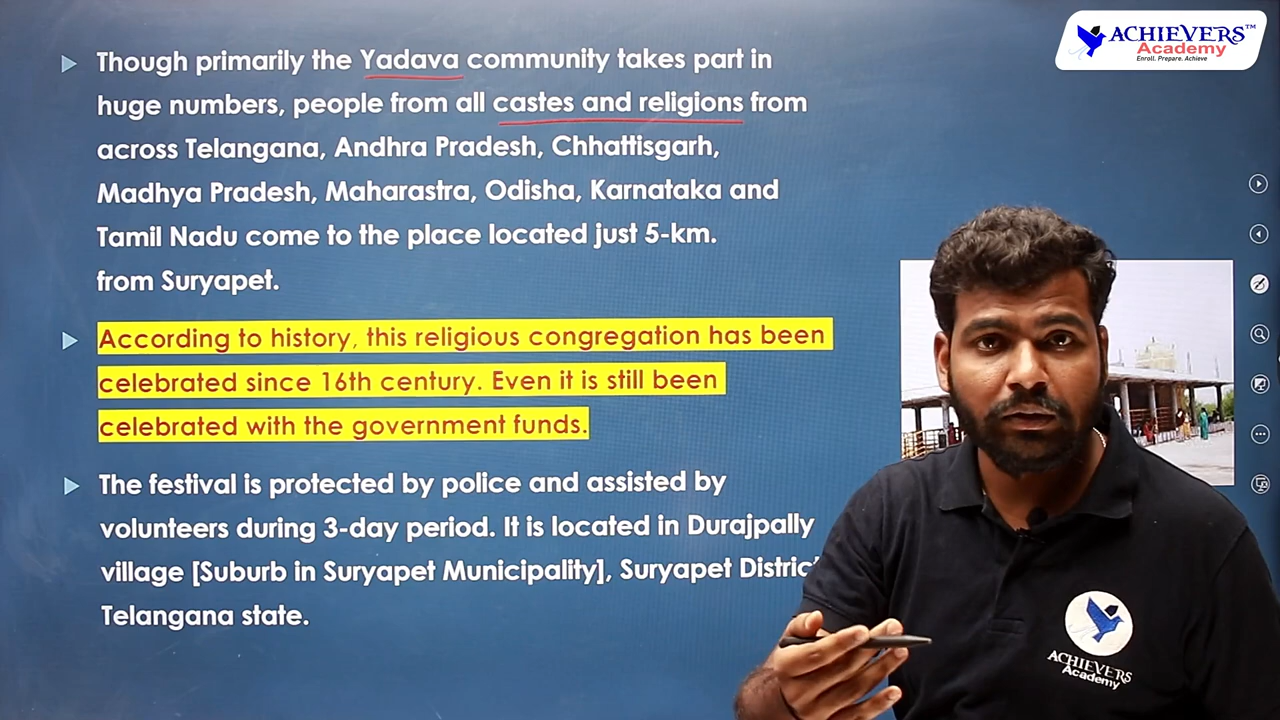 Though primarily the Yadava community takes part in
huge numbers, people from all castes and religions from
across Telangana, Andhra Pradesh, Chhattisgarh,
Madhya Pradesh, Maharastra, Odisha, Karnataka and
Tamil Nadu come to the place located just 5-km.
from Suryapet.
According to history, this religious congregation has been
celebrated since 16th century. Even it is still been
celebrated with the government funds.
The festival is protected by police and assisted by
volunteers during 3-day period. It is located in Durajpally
village [Suburb in Suryapet Municipality], Suryapet District
Telangana state.
ACHIEVERS™
Academy
Enroll. Prepare. Achieve
ACHIEVERS
Academy